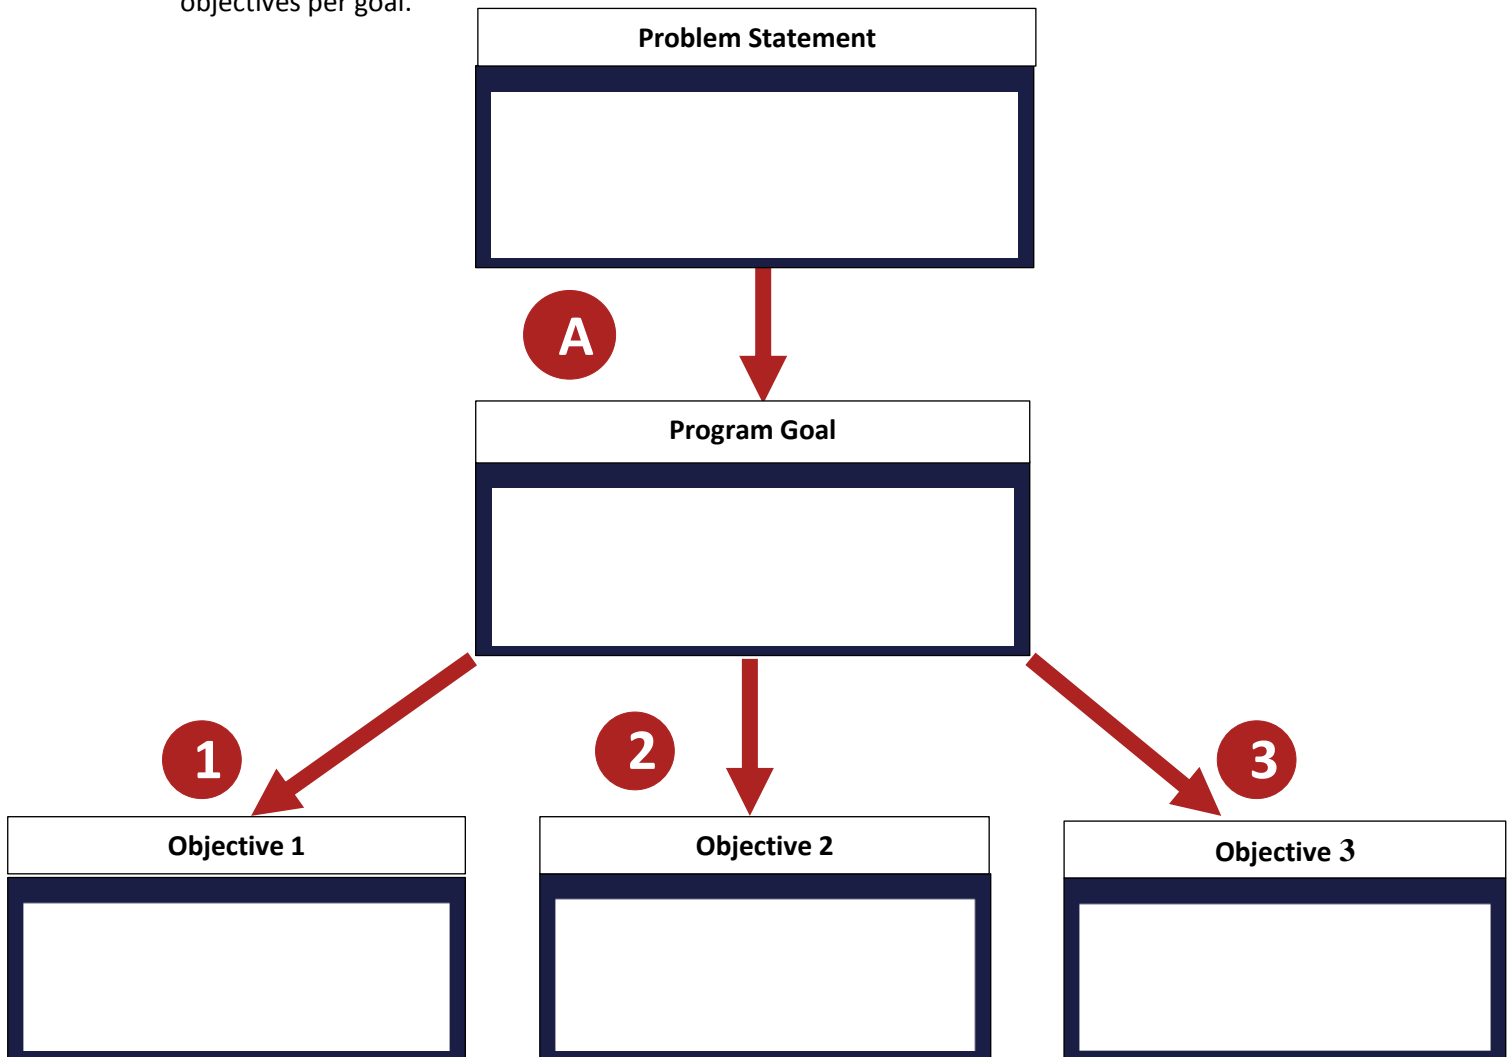 objectives per goal.
Problem Statement
A
Program Goal
1
2
3
Objective 1
Objective 2
Objective 3